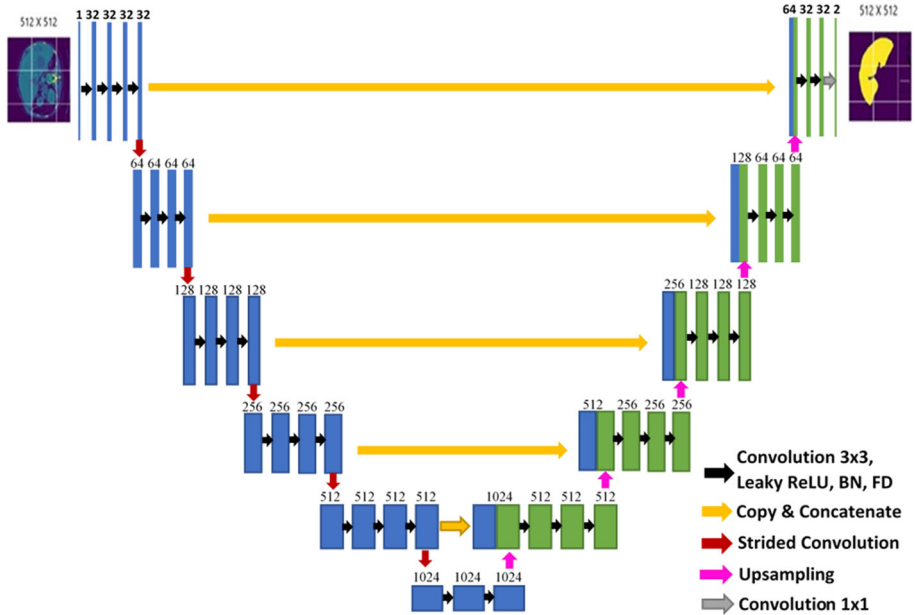 512 X 512
1 32 32 32 32
64 32 32 2
512 X 512
64 64 64 64
128 64 64 64
128 128 128 128
256 128 128 128
256 256 256 256
512 256 256 256
512 512 512 512
1024 512 512 512
1024 1024 1024
Convolution 3x3,
Leaky ReLU, BN, FD
Copy & Concatenate
Strided Convolution
Upsampling
Convolution 1x1